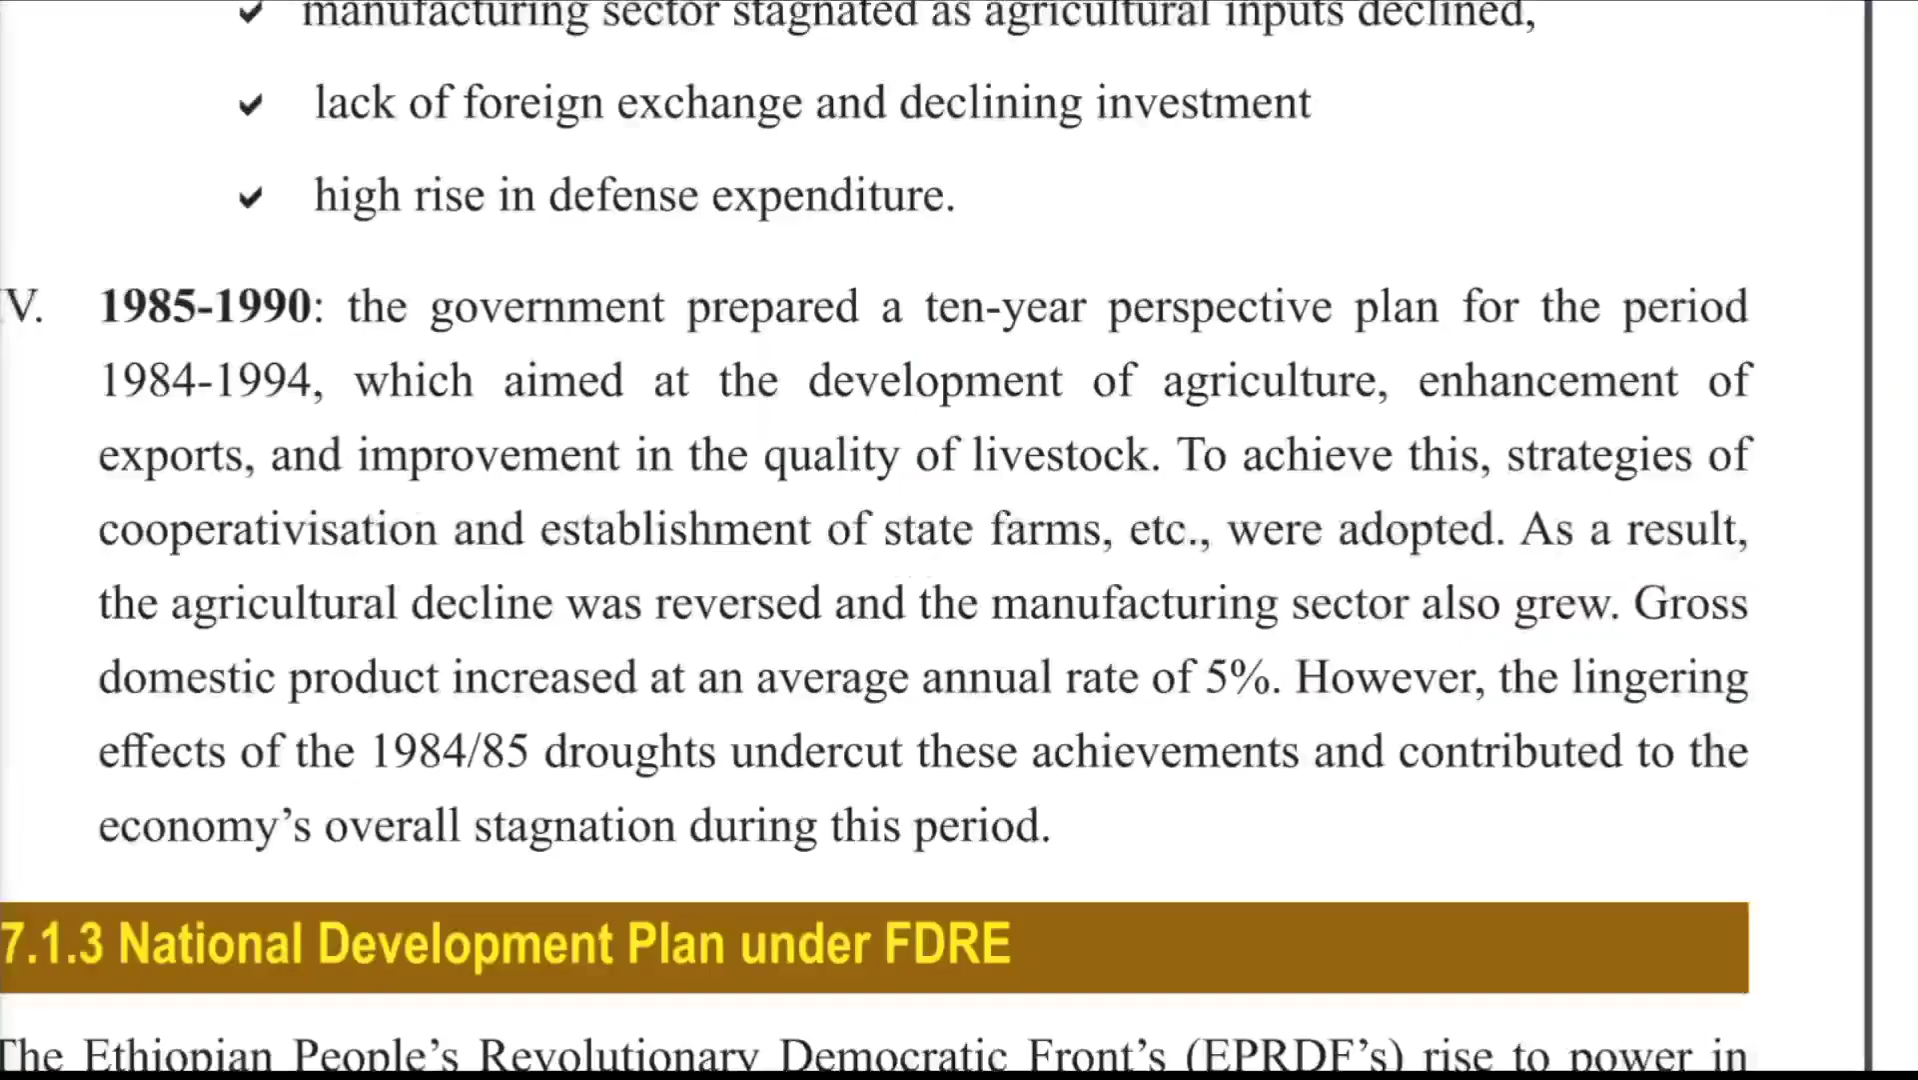 manufacturing sector stagnated as agricultural inputs declined,
✔ lack of foreign exchange and declining investment
✔ high rise in defense expenditure.
V. 1985-1990: the government prepared a ten-year perspective plan for the period
1984-1994, which aimed at the development of agriculture, enhancement of
exports, and improvement in the quality of livestock. To achieve this, strategies of
cooperativisation and establishment of state farms, etc., were adopted. As a result,
the agricultural decline was reversed and the manufacturing sector also grew. Gross
domestic product increased at an average annual rate of 5%. However, the lingering
effects of the 1984/85 droughts undercut these achievements and contributed to the
economy’s overall stagnation during this period.
7.1.3 National Development Plan under FDRE
The Ethiopian People’s Revolutionary Democratic Front’s (EPRDF’s) rise to power in